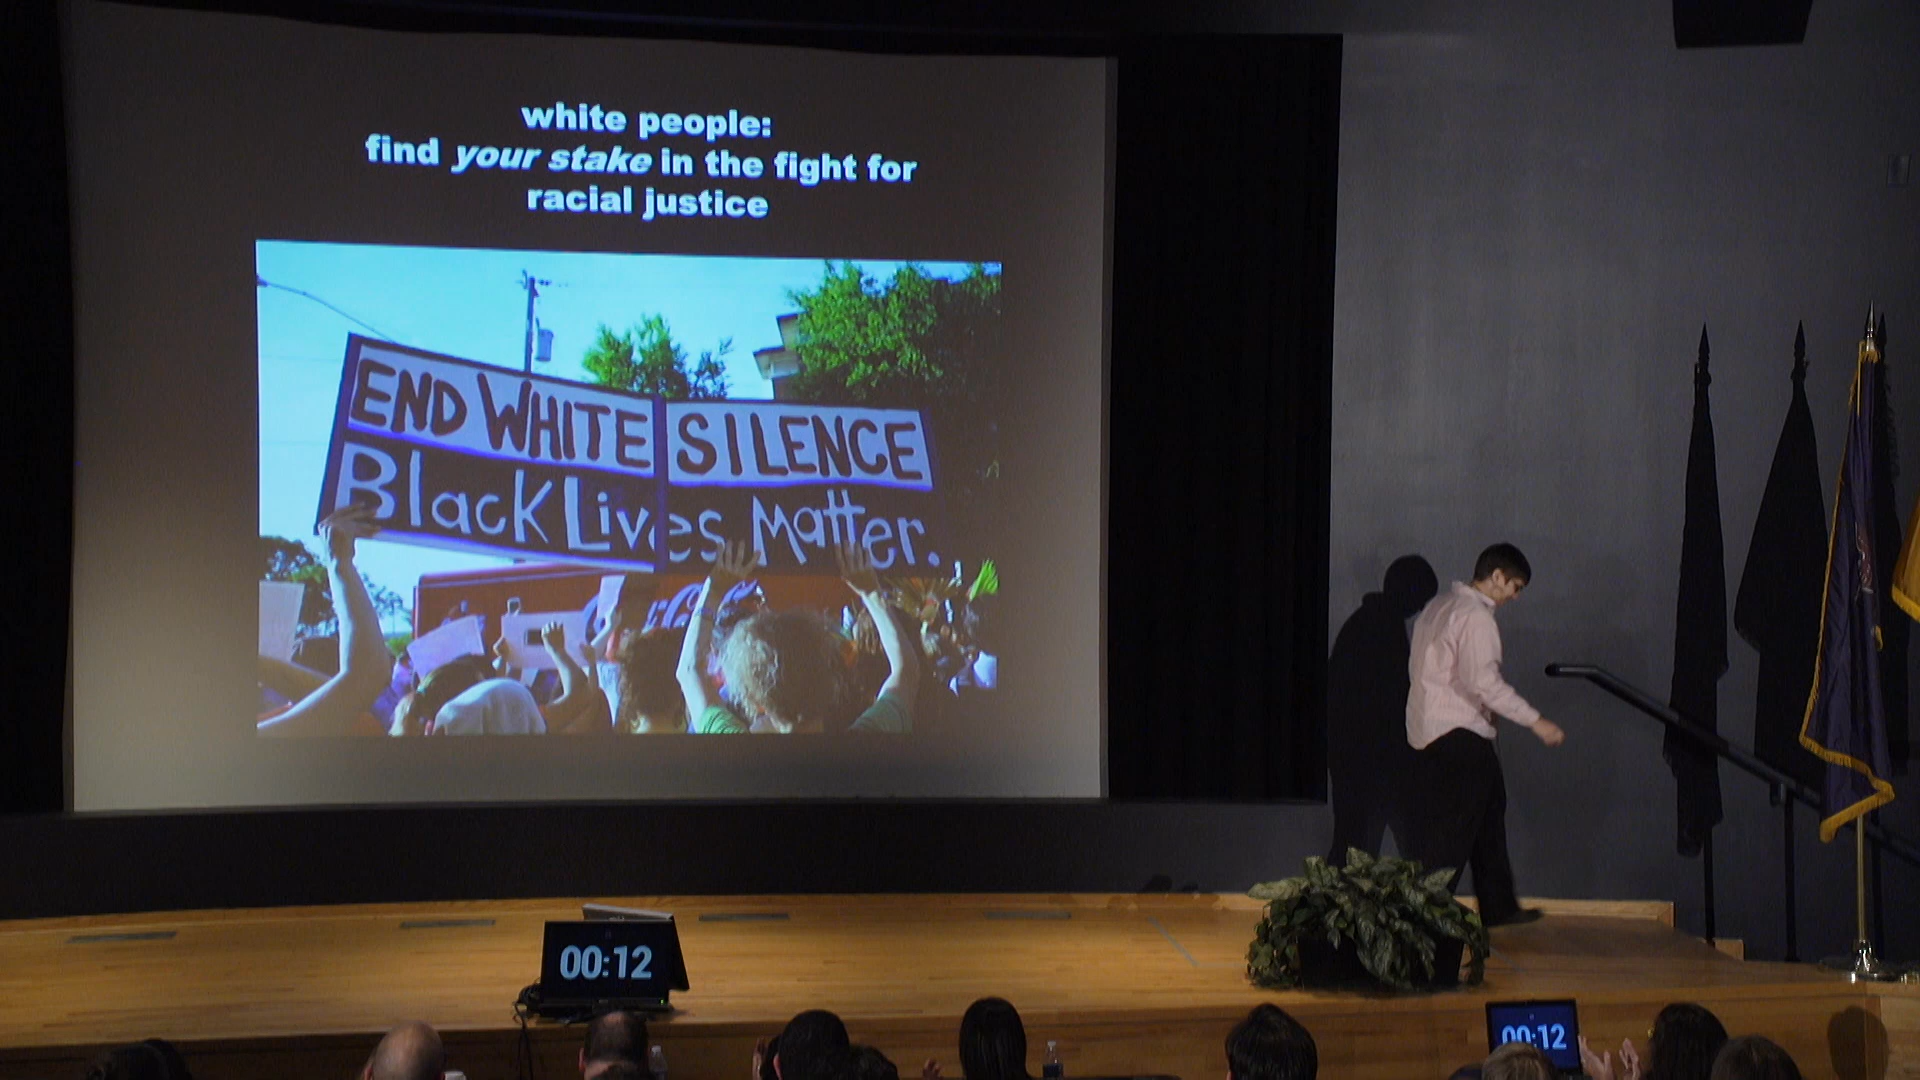 white people:
find your stake in the fight for
racial justice
END WHITE SILENCE
Black Lives Matter.
00:12
00:12